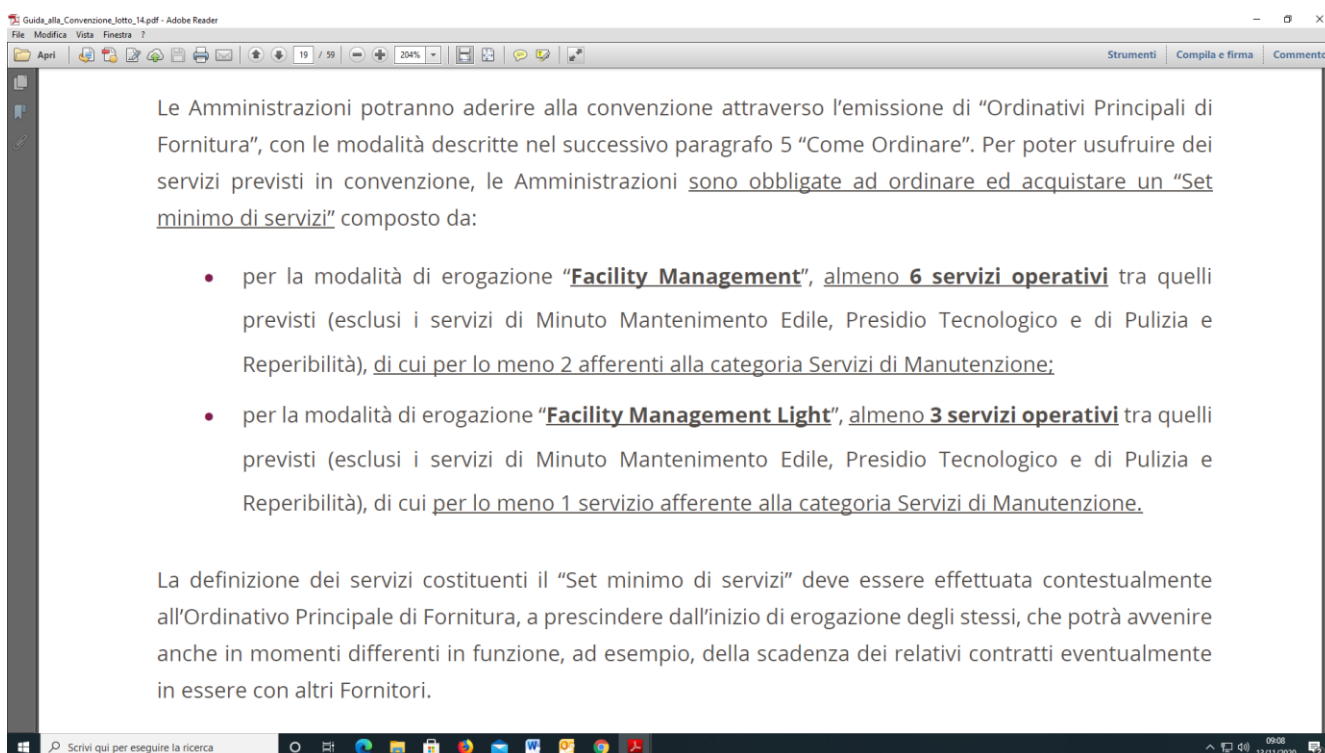 Guida_alla_Convenzione_lotto_14.pdf - Adobe Reader
File Modifica Vista Finestra ?
Apri 19 / 59 204% Strumenti Compila e firma Commento
Le Amministrazioni potranno aderire alla convenzione attraverso l’emissione di “Ordinativi Principali di
Fornitura”, con le modalità descritte nel successivo paragrafo 5 “Come Ordinare”. Per poter usufruire dei
servizi previsti in convenzione, le Amministrazioni sono obbligate ad ordinare ed acquistare un “Set
minimo di servizi” composto da:
• per la modalità di erogazione “Facility Management”, almeno 6 servizi operativi tra quelli
previsti (esclusi i servizi di Minuto Mantenimento Edile, Presidio Tecnologico e di Pulizia e
Reperibilità), di cui per lo meno 2 afferenti alla categoria Servizi di Manutenzione;
• per la modalità di erogazione “Facility Management Light”, almeno 3 servizi operativi tra quelli
previsti (esclusi i servizi di Minuto Mantenimento Edile, Presidio Tecnologico e di Pulizia e
Reperibilità), di cui per lo meno 1 servizio afferente alla categoria Servizi di Manutenzione.
La definizione dei servizi costituenti il “Set minimo di servizi” deve essere effettuata contestualmente
all’Ordinativo Principale di Fornitura, a prescindere dall’inizio di erogazione degli stessi, che potrà avvenire
anche in momenti differenti in funzione, ad esempio, della scadenza dei relativi contratti eventualmente
in essere con altri Fornitori.
Scrivi qui per eseguire la ricerca
09:08
13/11/2020